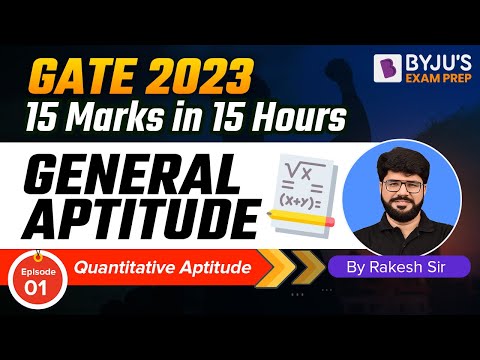 BYJU'S
EXAM PREP
GATE 2023
15 Marks in 15 Hours
GENERAL
APTITUDE
√x
=
(x+y)=
Episode
01
Quantitative Aptitude
By Rakesh Sir